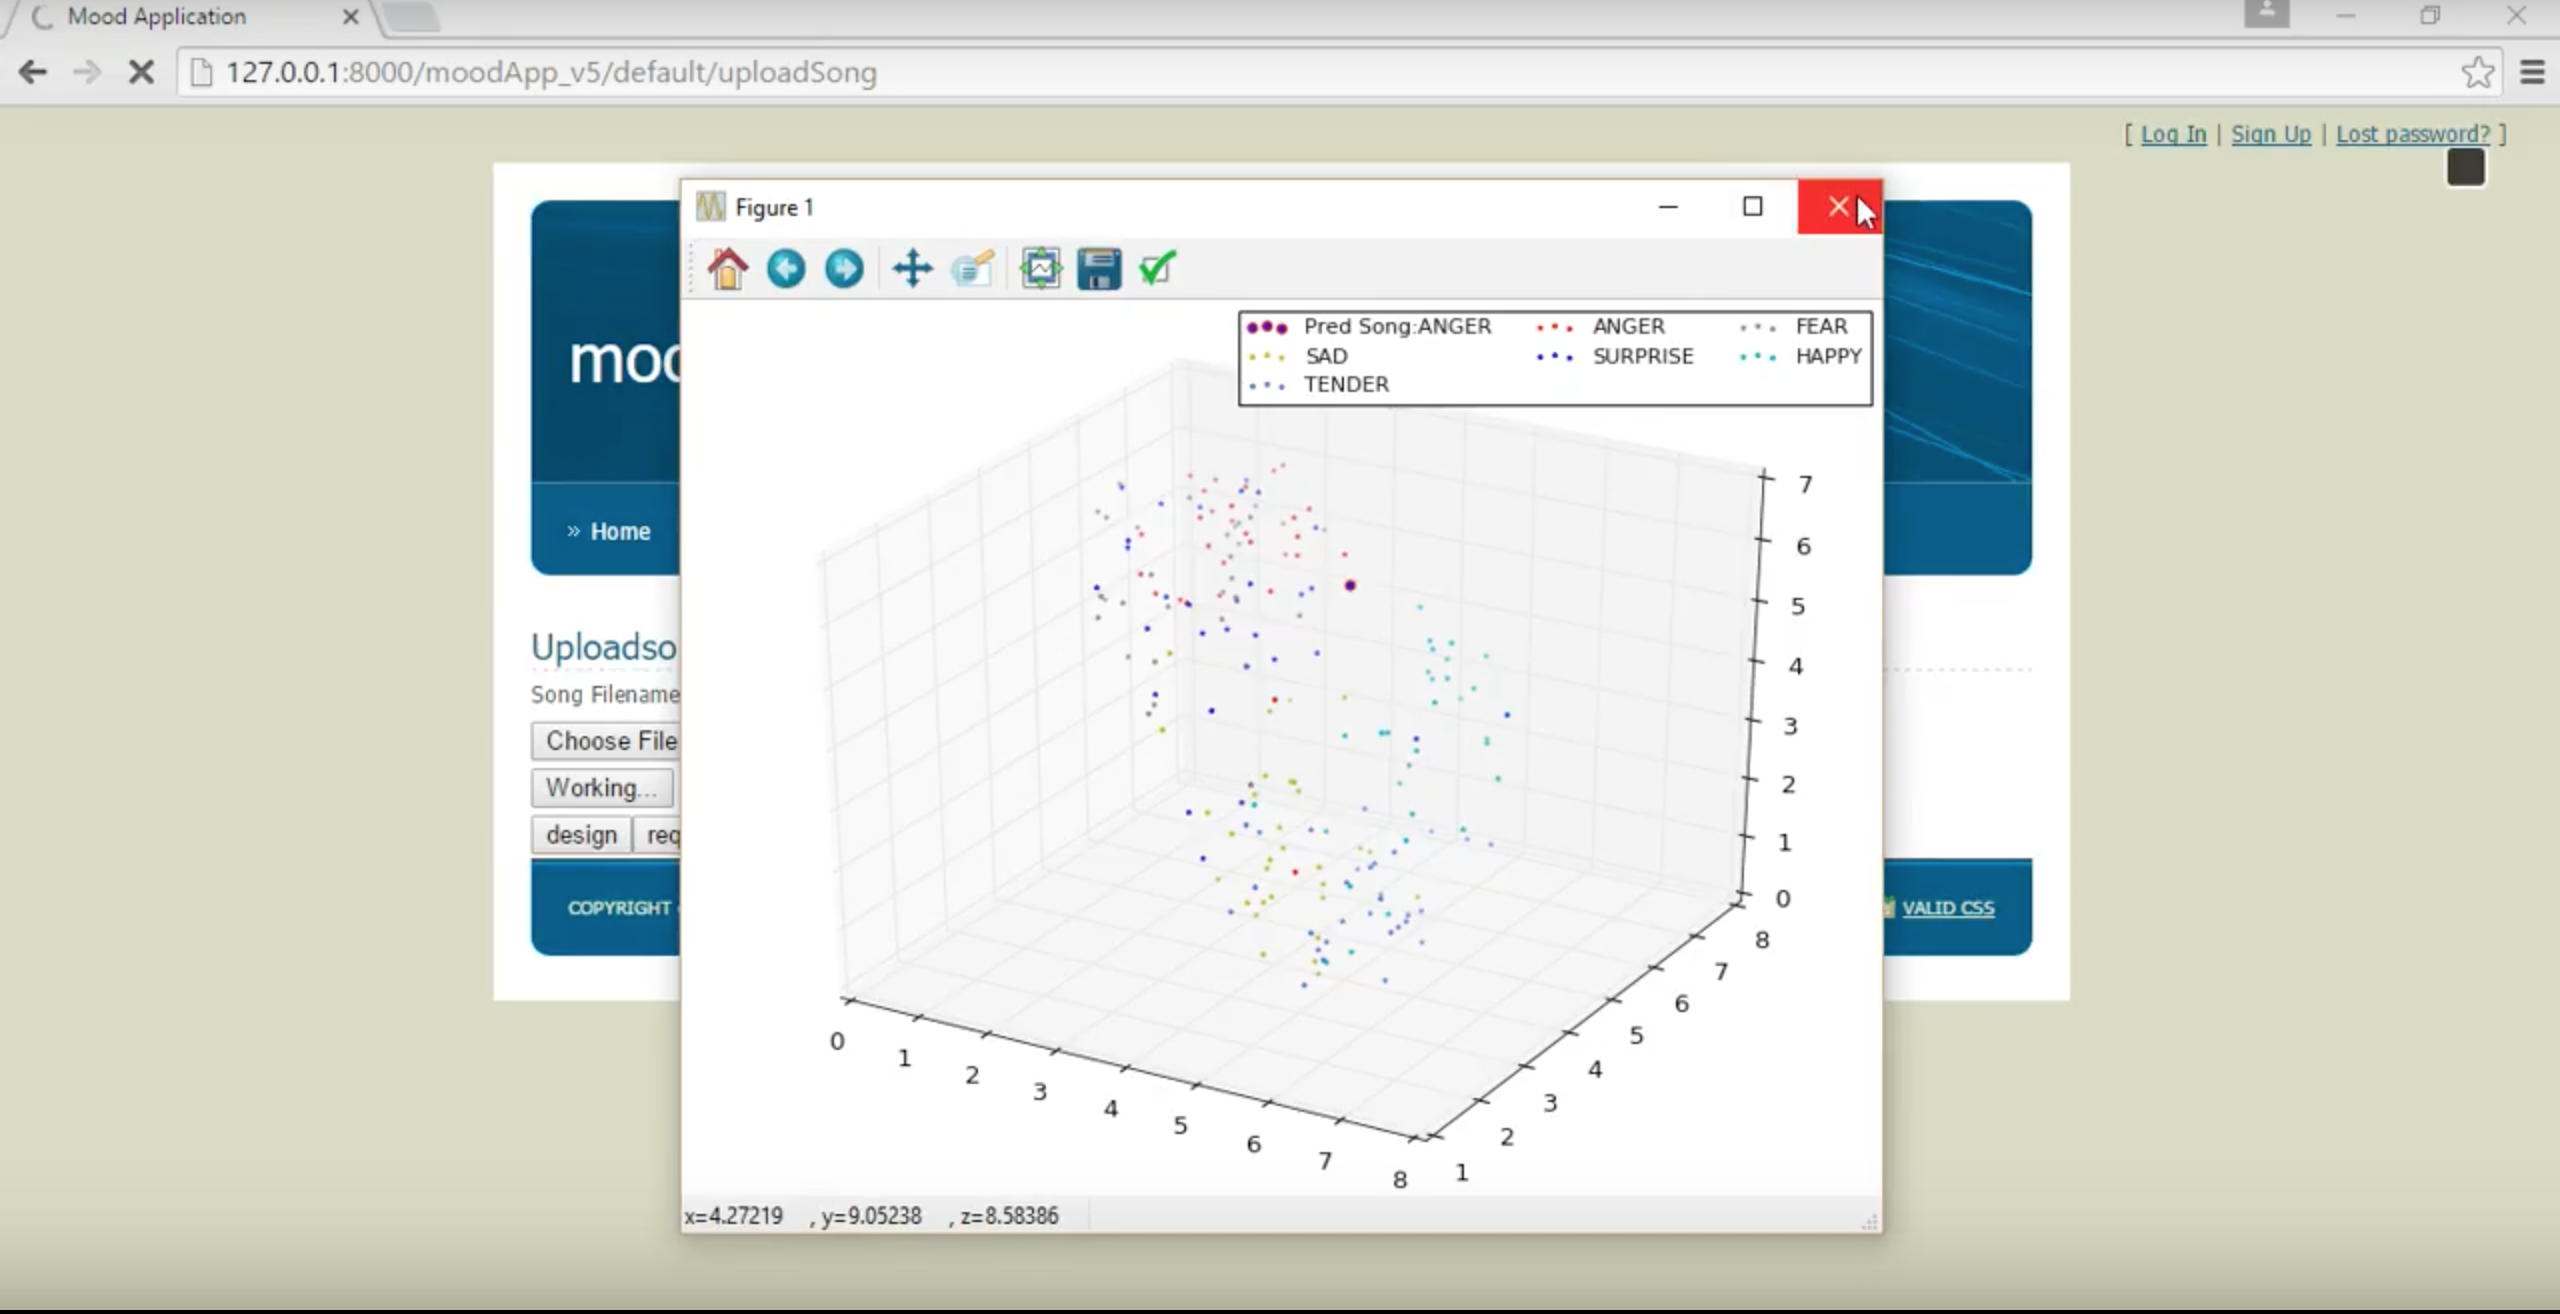 Mood Application
127.0.0.1:8000/moodApp_v5/default/uploadSong
[ Log In | Sign Up | Lost password? ]
Figure 1
Pred Song:ANGER ANGER FEAR
SAD SURPRISE HAPPY
TENDER
moo
» Home
Uploadso
Song Filename
Choose File
Working...
design req
COPYRIGHT
VALID CSS
7
6
5
4
3
2
1
0
8
7
6
5
4
3
2
1
0
1
2
3
4
5
6
7
8
x=4.27219 , y=9.05238 , z=8.58386